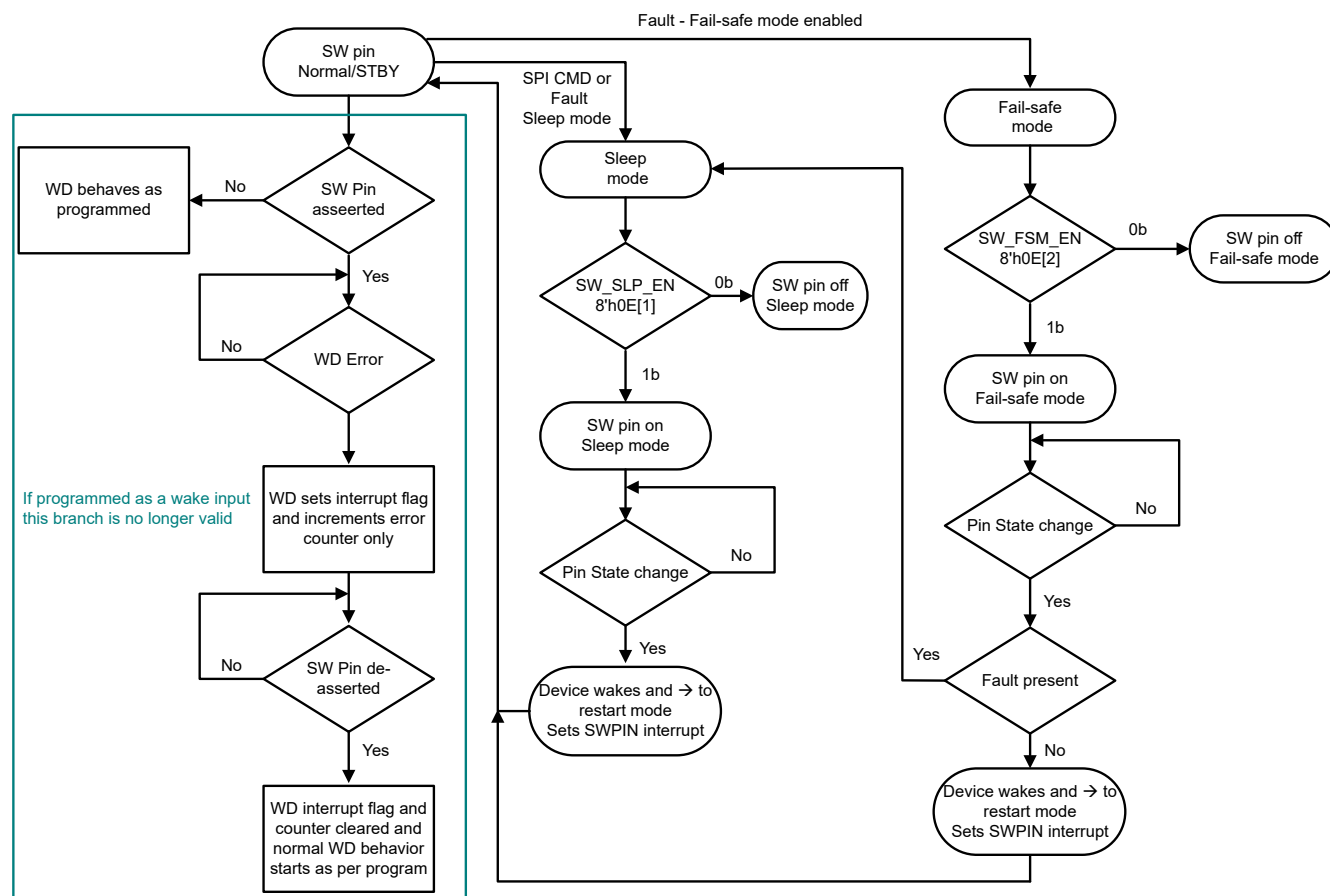 Fault - Fail-safe mode enabled
SW pin
Normal/STBY
SPI CMD or
Fault
Sleep mode
Fail-safe
mode
WD behaves as
programmed
No
SW Pin
asseerted
Sleep
mode
SW_FSM_EN
8'h0E[2]
0b
SW pin off
Fail-safe mode
Yes
SW_SLP_EN
8'h0E[1]
0b
SW pin off
Sleep mode
1b
No
WD Error
1b
SW pin on
Fail-safe mode
SW pin on
Sleep mode
If programmed as a wake input
this branch is no longer valid
WD sets interrupt flag
and increments error
counter only
Pin State change
No
Pin State change
No
Yes
Yes
No
SW Pin de-
asserted
Yes
Fault present
Device wakes and → to
restart mode
Sets SWPIN interrupt
Yes
No
WD interrupt flag and
counter cleared and
normal WD behavior
starts as per program
Device wakes and → to
restart mode
Sets SWPIN interrupt